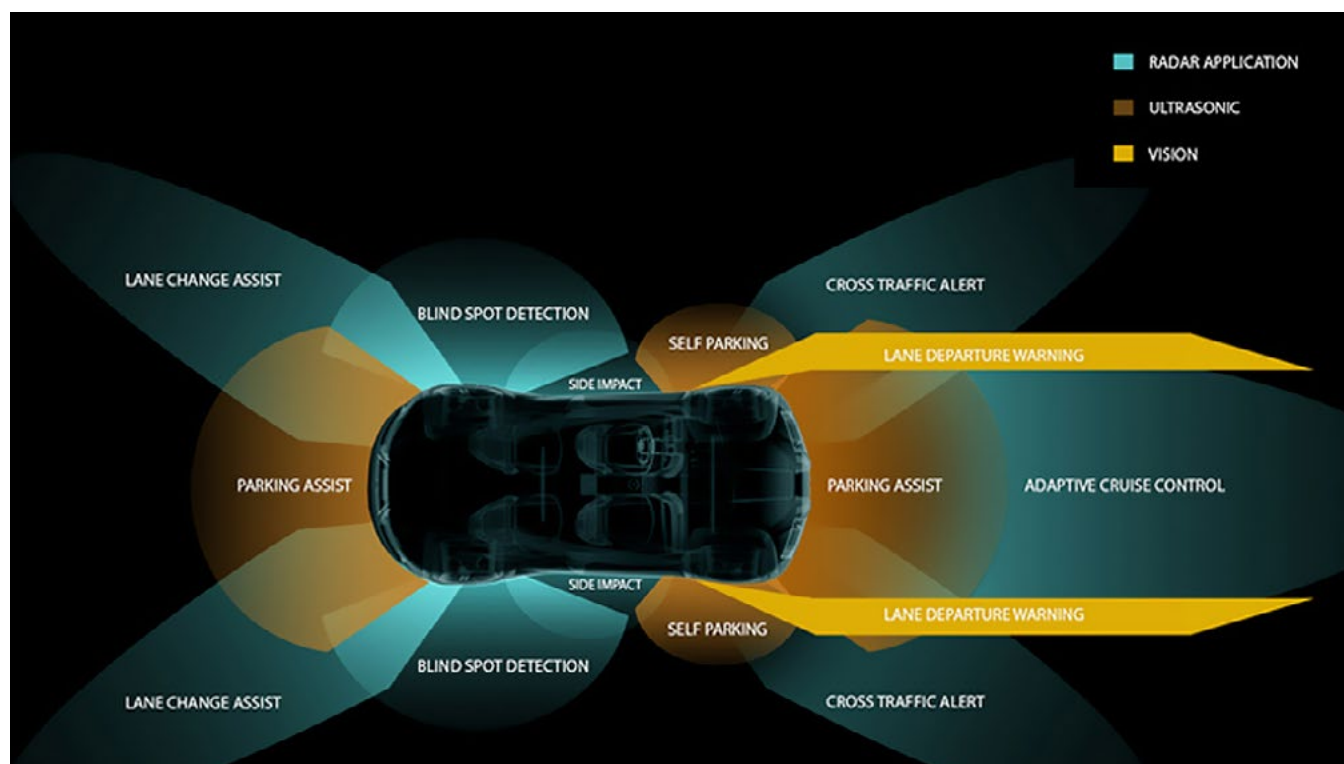 RADAR APPLICATION
ULTRASONIC
VISION
LANE CHANGE ASSIST
CROSS TRAFFIC ALERT
BLIND SPOT DETECTION
SELF PARKING
LANE DEPARTURE WARNING
SIDE IMPACT
PARKING ASSIST
PARKING ASSIST
ADAPTIVE CRUISE CONTROL
SIDE IMPACT
LANE DEPARTURE WARNING
SELF PARKING
BLIND SPOT DETECTION
LANE CHANGE ASSIST
CROSS TRAFFIC ALERT